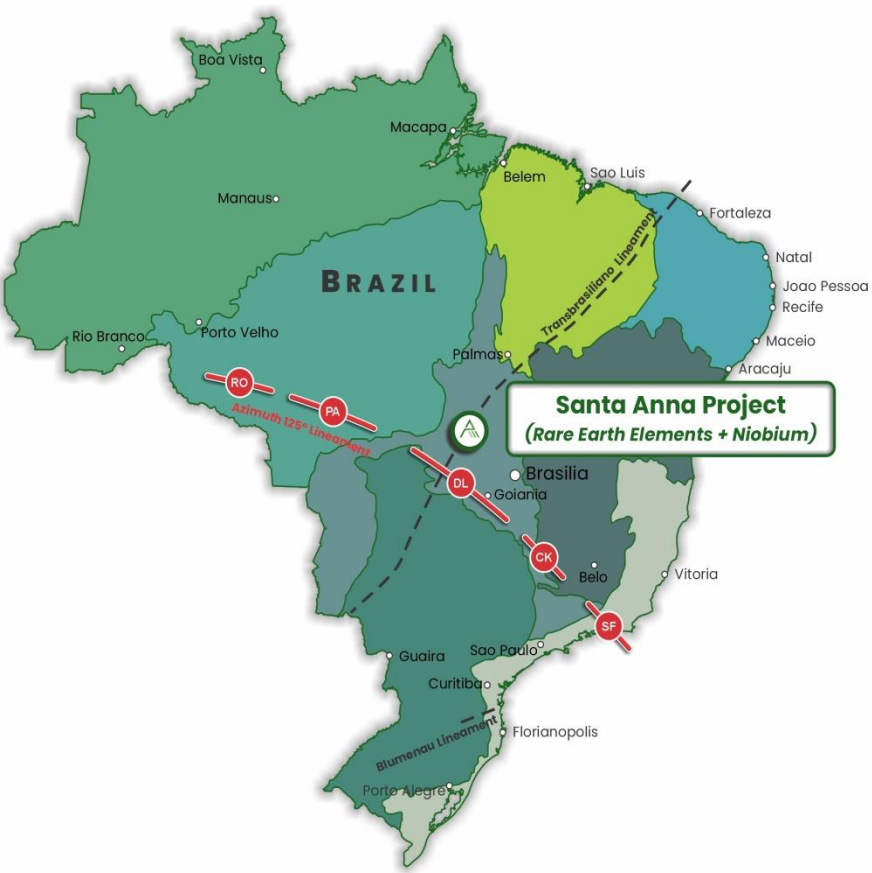 Boa Vista
Macapa
Belem
Sao Luis
Manaus
Fortaleza
Transbrasiliano Lineament
Natal
BRAZIL
Joao Pessoa
Recife
Porto Velho
Rio Branco
Maceio
Palmas
Aracaju
RO
PA
Azimuth 125º Lineament
Santa Anna Project
(Rare Earth Elements + Niobium)
Brasilia
DL
Goiania
CK
Belo
Vitoria
SF
Sao Paulo
Guaira
Curitiba
Blumenau Lineament
Florianopolis
Porto Alegre